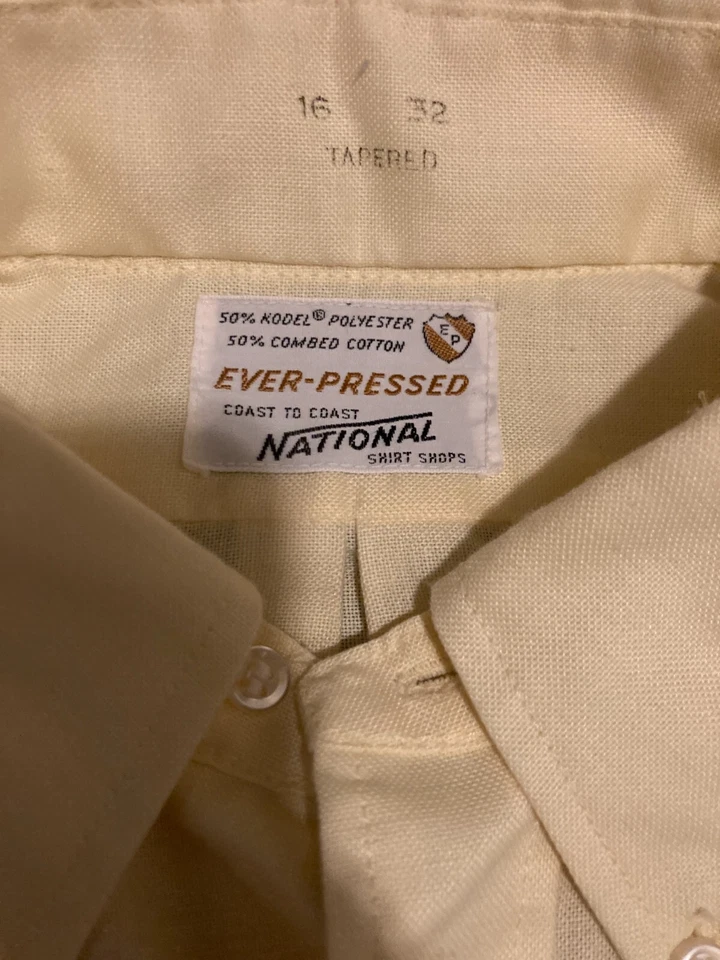 16 32
TAPERED
50% KODEL® POLYESTER
50% COMBED COTTON
EP
EVER-PRESSED
COAST TO COAST
NATIONAL
SHIRT SHOPS